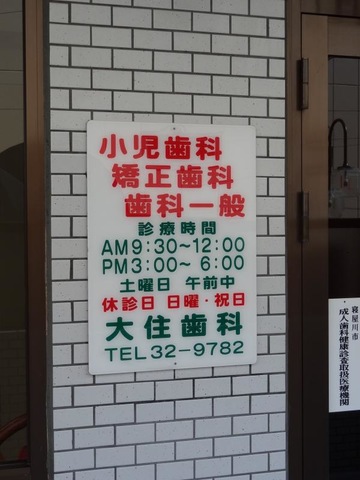 小児歯科
矯正歯科
歯科一般
診療時間
AM9:30~12:00
PM3:00~ 6:00
土曜日 午前中
休診日 日曜・祝日
大住歯科
TEL 32-9782
寝屋川市
成人歯科健康診査取扱医療機関